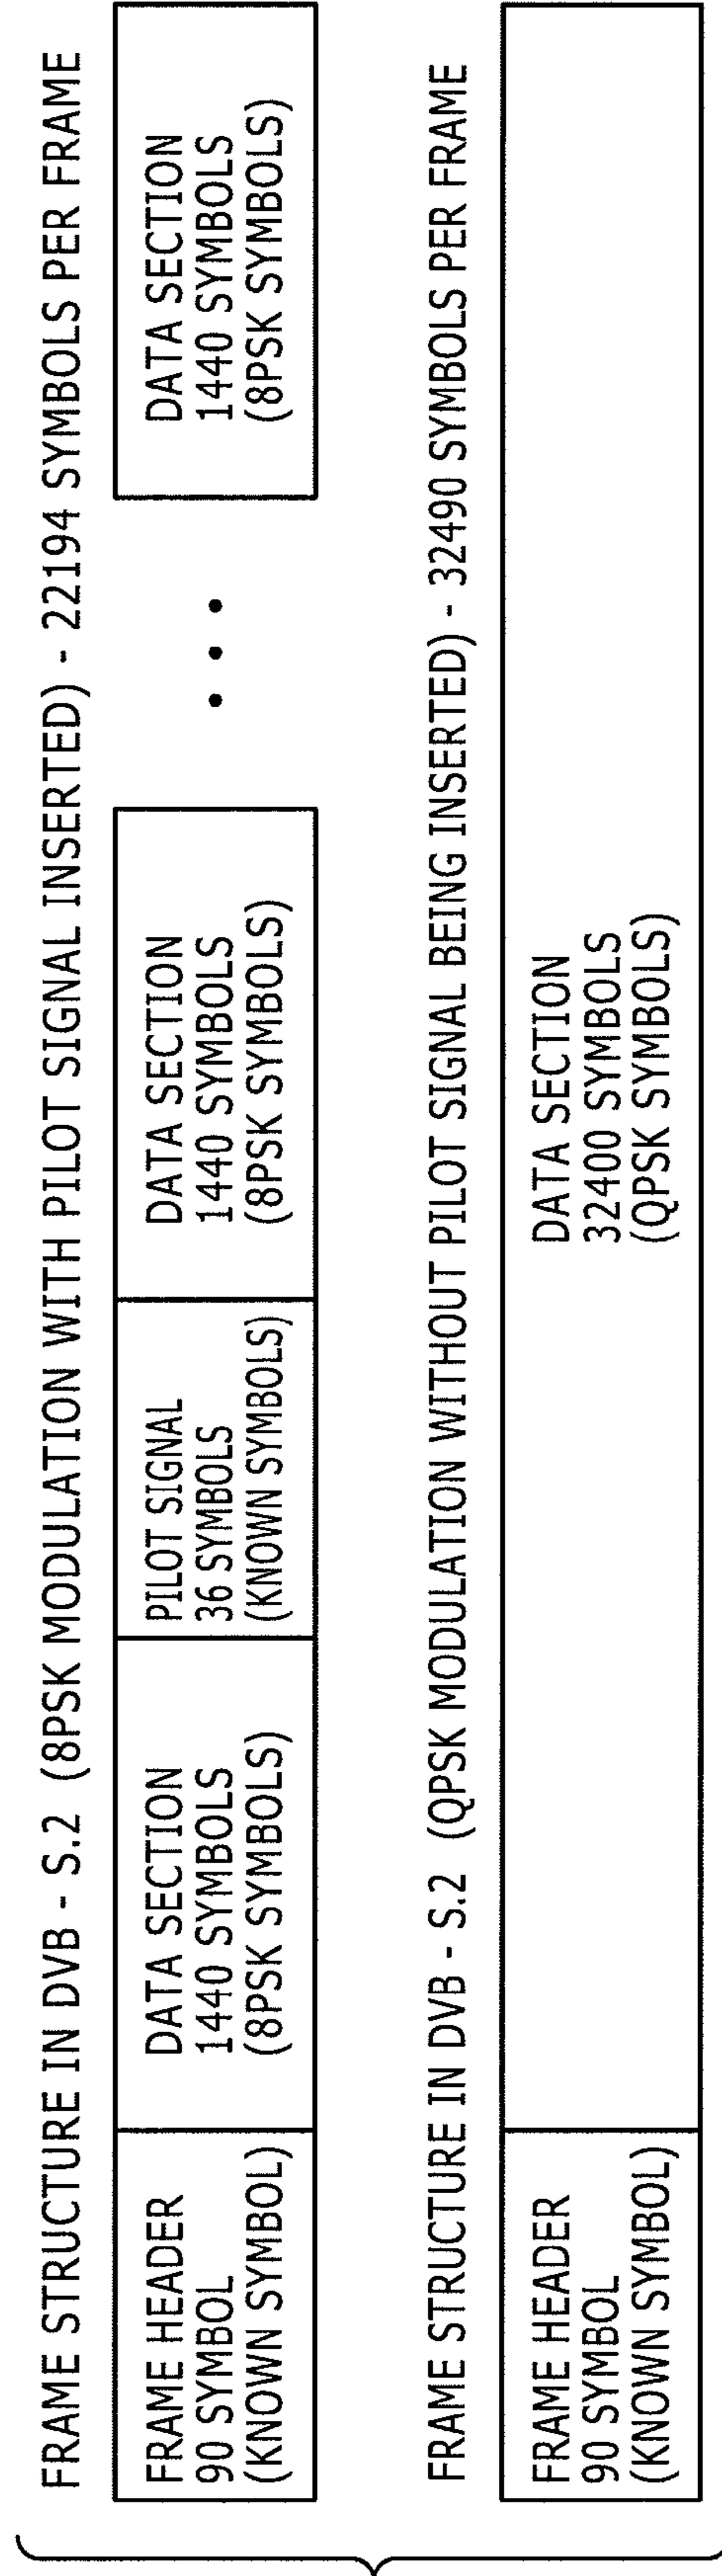 FRAME STRUCTURE IN DVB - S.2 (8PSK MODULATION WITH PILOT SIGNAL INSERTED) - 22194 SYMBOLS PER FRAME
FRAME HEADER
90 SYMBOL
(KNOWN SYMBOL)
DATA SECTION
1440 SYMBOLS
(8PSK SYMBOLS)
PILOT SIGNAL
36 SYMBOLS
(KNOWN SYMBOLS)
DATA SECTION
1440 SYMBOLS
(8PSK SYMBOLS)
DATA SECTION
1440 SYMBOLS
(8PSK SYMBOLS)
FRAME STRUCTURE IN DVB - S.2 (QPSK MODULATION WITHOUT PILOT SIGNAL BEING INSERTED) - 32490 SYMBOLS PER FRAME
FRAME HEADER
90 SYMBOL
(KNOWN SYMBOL)
DATA SECTION
32400 SYMBOLS
(QPSK SYMBOLS)